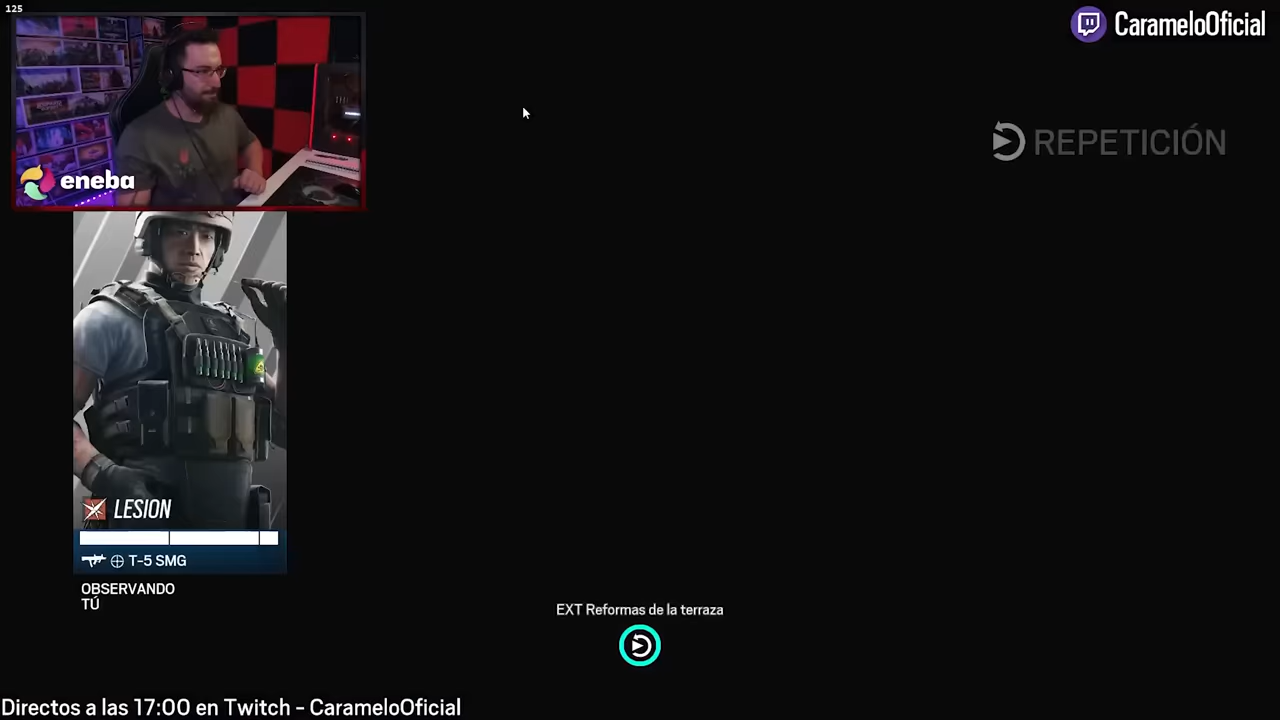 125
CarameloOficial
REPETICIÓN
eneba
LESION
T-5 SMG
OBSERVANDO
TÚ
EXT Reformas de la terraza
Directos a las 17:00 en Twitch - CarameloOficial